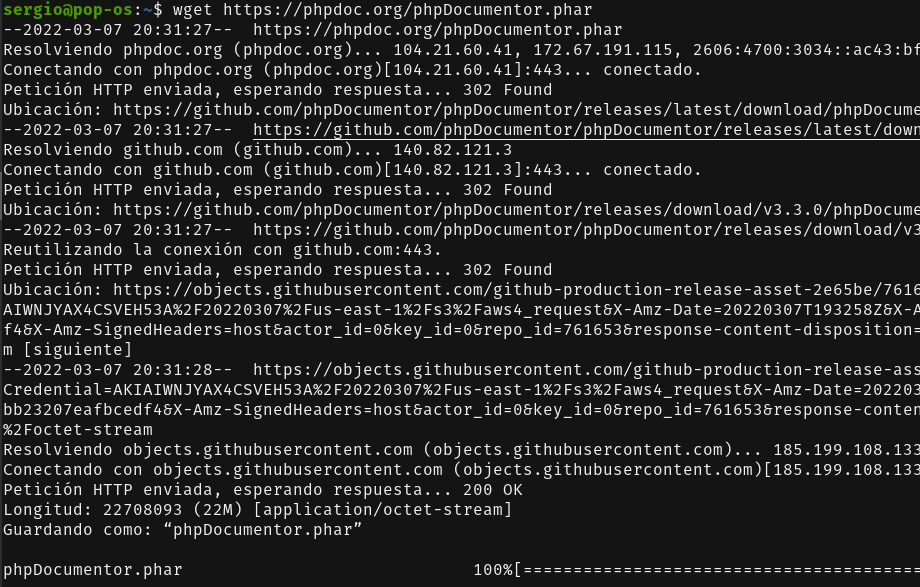 sergio@pop-os:~$ wget https://phpdoc.org/phpDocumentor.phar
--2022-03-07 20:31:27--  https://phpdoc.org/phpDocumentor.phar
Resolviendo phpdoc.org (phpdoc.org)... 104.21.60.41, 172.67.191.115, 2606:4700:3034::ac43:bf
Conectando con phpdoc.org (phpdoc.org)[104.21.60.41]:443... conectado.
Petición HTTP enviada, esperando respuesta... 302 Found
Ubicación: https://github.com/phpDocumentor/phpDocumentor/releases/latest/download/phpDocume
--2022-03-07 20:31:27--  https://github.com/phpDocumentor/phpDocumentor/releases/latest/down
Resolviendo github.com (github.com)... 140.82.121.3
Conectando con github.com (github.com)[140.82.121.3]:443... conectado.
Petición HTTP enviada, esperando respuesta... 302 Found
Ubicación: https://github.com/phpDocumentor/phpDocumentor/releases/download/v3.3.0/phpDocume
--2022-03-07 20:31:27--  https://github.com/phpDocumentor/phpDocumentor/releases/download/v3
Reutilizando la conexión con github.com:443.
Petición HTTP enviada, esperando respuesta... 302 Found
Ubicación: https://objects.githubusercontent.com/github-production-release-asset-2e65be/7616
AIWNJYAX4CSVEH53A%2F20220307%2Fus-east-1%2Fs3%2Faws4_request&X-Amz-Date=20220307T193258Z&X-A
f4&X-Amz-SignedHeaders=host&actor_id=0&key_id=0&repo_id=761653&response-content-disposition=
m [siguiente]
--2022-03-07 20:31:28--  https://objects.githubusercontent.com/github-production-release-ass
Credential=AKIAIWNJYAX4CSVEH53A%2F20220307%2Fus-east-1%2Fs3%2Faws4_request&X-Amz-Date=202203
bb23207eafbcedf4&X-Amz-SignedHeaders=host&actor_id=0&key_id=0&repo_id=761653&response-conten
%2Foctet-stream
Resolviendo objects.githubusercontent.com (objects.githubusercontent.com)... 185.199.108.133
Conectando con objects.githubusercontent.com (objects.githubusercontent.com)[185.199.108.133
Petición HTTP enviada, esperando respuesta... 200 OK
Longitud: 22708093 (22M) [application/octet-stream]
Guardando como: “phpDocumentor.phar”
phpDocumentor.phar                             100%[========================================